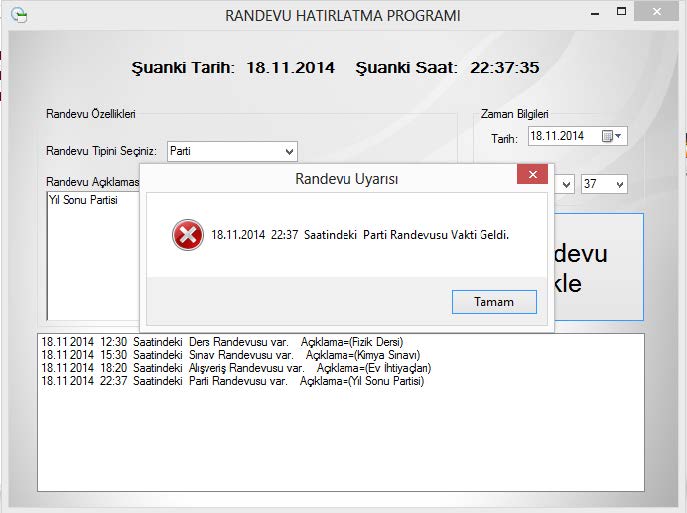 RANDEVU HATIRLATMA PROGRAMI
Şuanki Tarih: 18.11.2014 Şuanki Saat: 22:37:35
Randevu Özellikleri
Zaman Bilgileri
Tarih: 18.11.2014
Randevu Tipini Seçiniz: Parti
Randevu Uyarısı
Randevu Açıklaması
37
Yıl Sonu Partisi
18.11.2014 22:37 Saatindeki Parti Randevusu Vakti Geldi.
Tamam
18.11.2014 12:30 Saatindeki Ders Randevusu var. Açıklama=(Fizik Dersi)
18.11.2014 15:30 Saatindeki Sınav Randevusu var. Açıklama=(Kimya Sınavı)
18.11.2014 18:20 Saatindeki Alışveriş Randevusu var. Açıklama=(Ev İhtiyaçları)
18.11.2014 22:37 Saatindeki Parti Randevusu var. Açıklama=(Yıl Sonu Partisi)